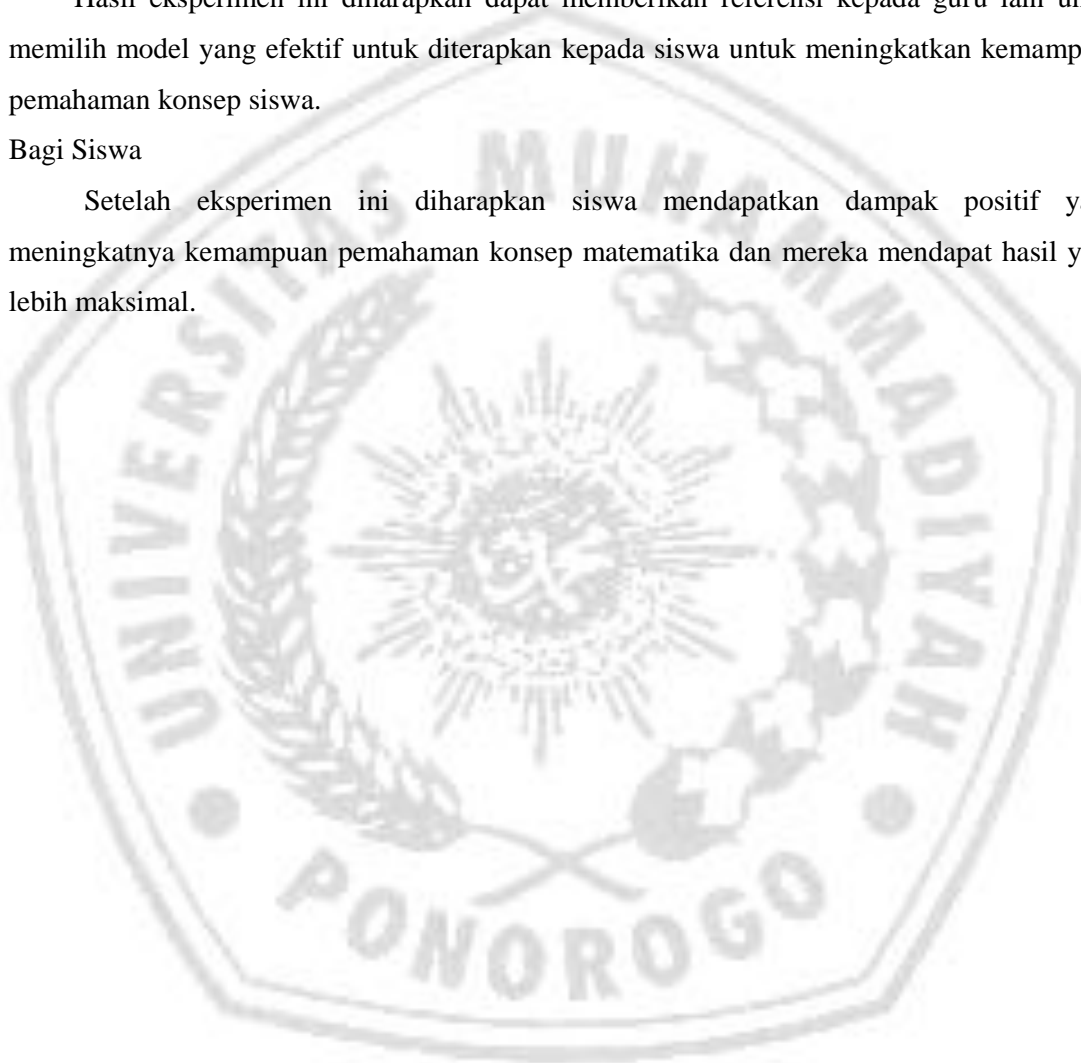 Hasil eksperimen ini diharapkan dapat memberikan referensi kepada guru lain
memilih model yang efektif untuk diterapkan kepada siswa untuk meningkatkan
pemahaman konsep siswa.
Bagi Siswa
Setelah eksperimen ini diharapkan siswa mendapatkan dampak positif
meningkatnya kemampuan pemahaman konsep matematika dan mereka mendapat hasil
lebih maksimal.
UNIVERSITAS MUHAMMADIYAH
PONOROGO